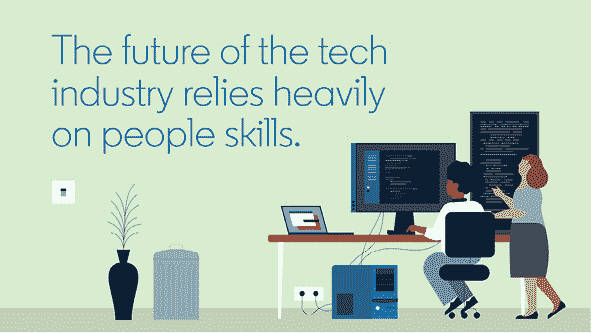 The future of the tech
industry relies heavily
on people skills.